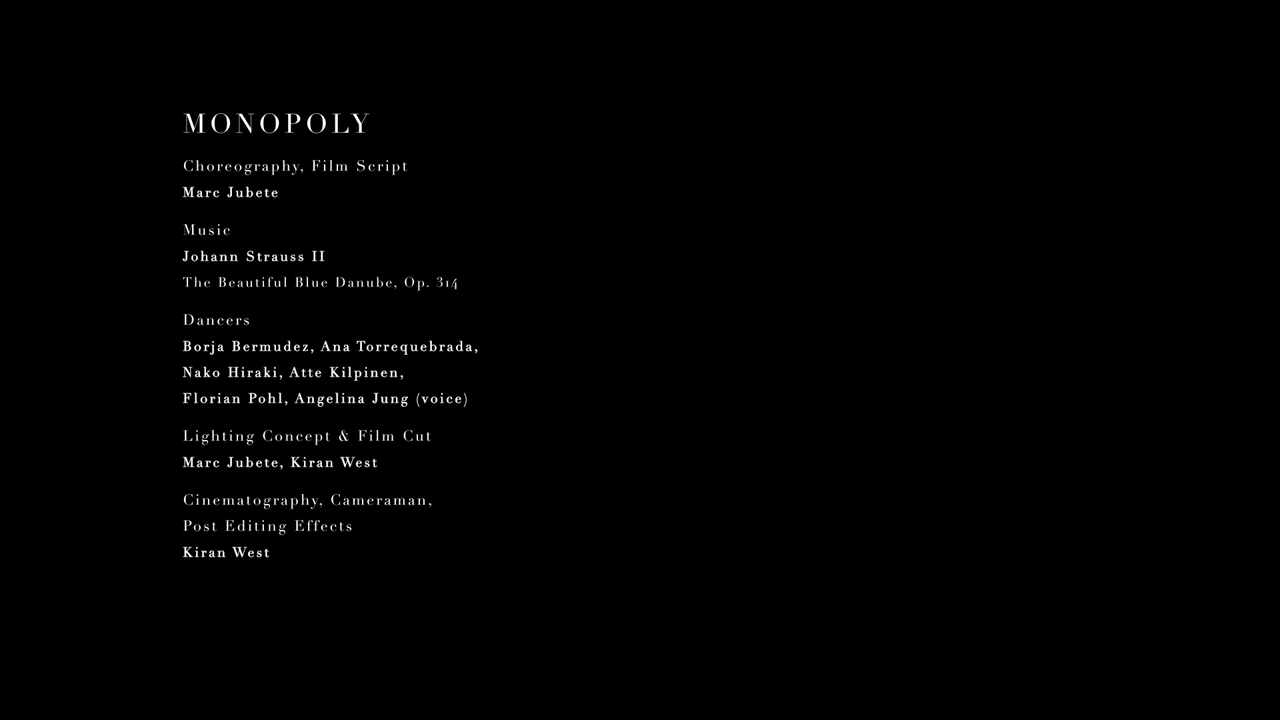 MONOPOLY
Choreography, Film Script
Marc Jubete
Music
Johann Strauss II
The Beautiful Blue Danube, Op. 314
Dancers
Borja Bermudez, Ana Torrequebrada,
Nako Hiraki, Atte Kilpinen,
Florian Pohl, Angelina Jung (voice)
Lighting Concept & Film Cut
Marc Jubete, Kiran West
Cinematography, Cameraman,
Post Editing Effects
Kiran West